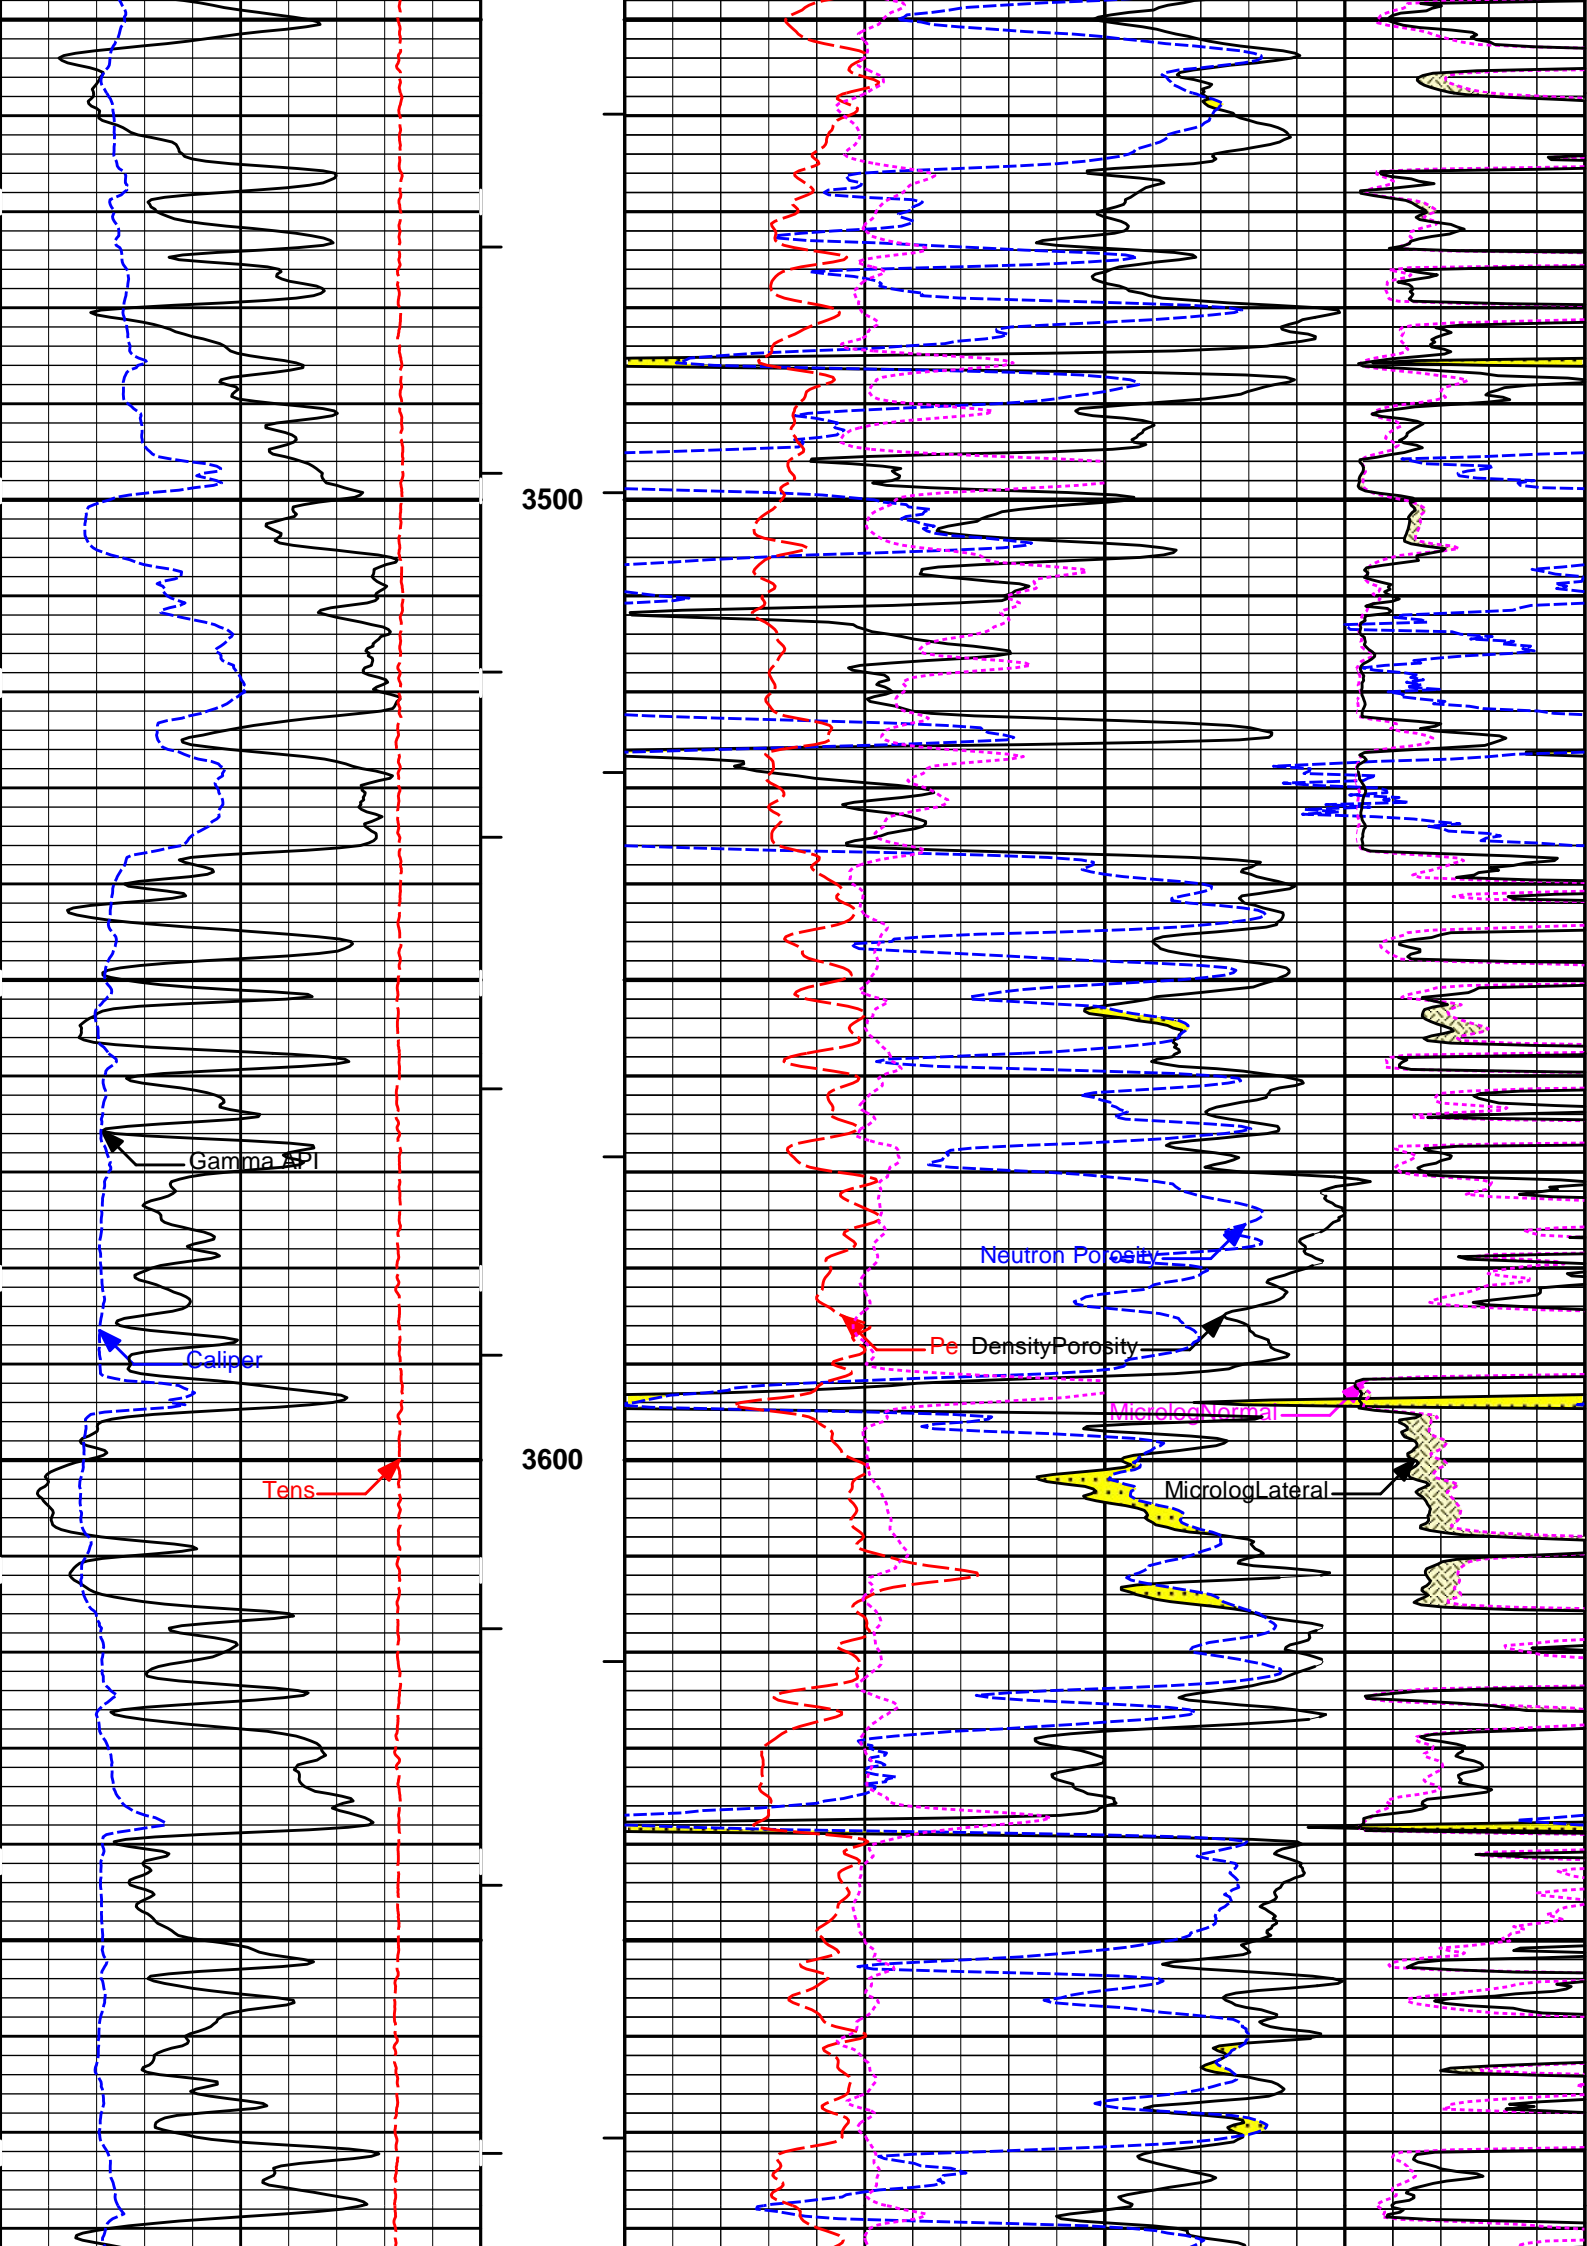 3500
Gamma API
Neutron Porosity
Pe DensityPorosity
Caliper
MicrologNormal
3600
Tens
MicrologLateral